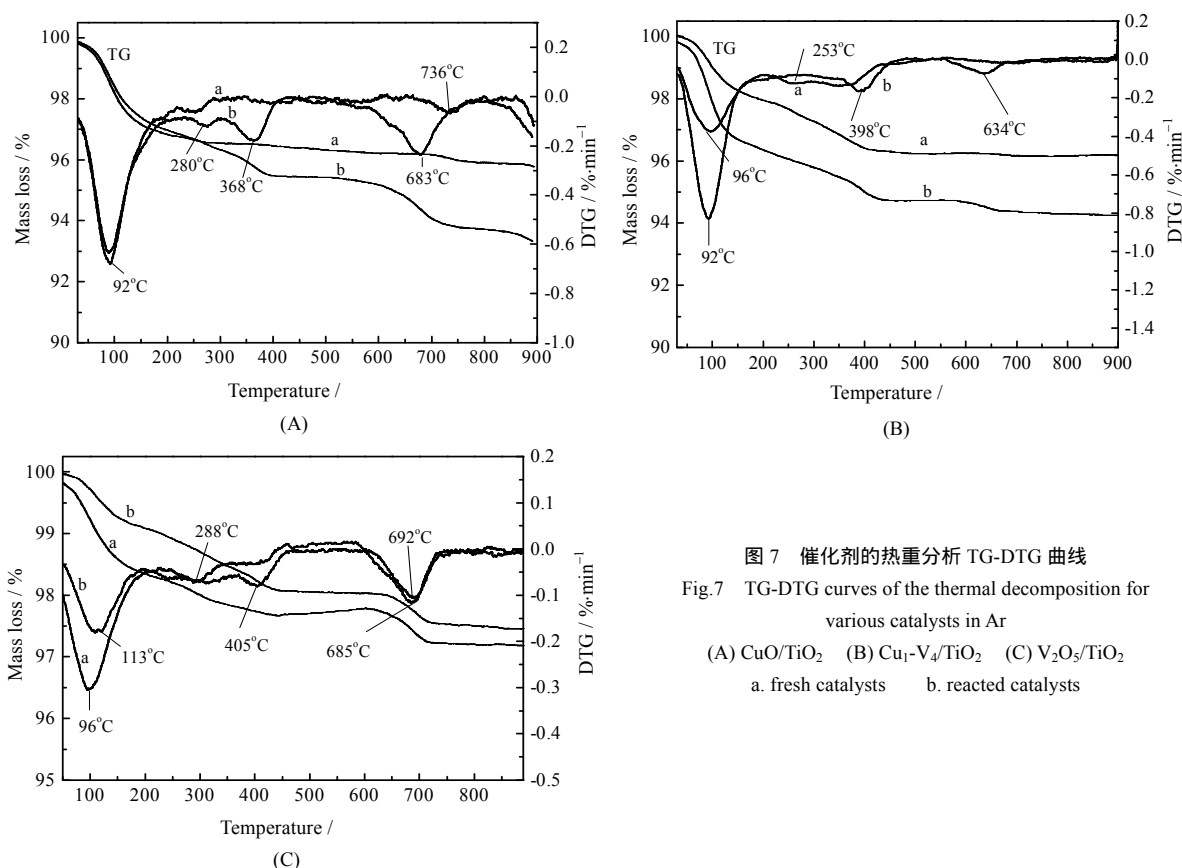 100
98
96
94
92
90
Mass loss / %
TG
a
b
280°C
368°C
736°C
683°C
a
b
92°C
0.2
0.1
0.0
-0.1
-0.2
-0.3
-0.4
-0.6
-0.8
-1.0
DTG / %·min⁻¹
100 200 300 400 500 600 700 800 900
Temperature /
(A)
100
98
96
94
92
90
Mass loss / %
TG
253°C
a
b
398°C
634°C
96°C
a
b
92°C
0.2
0.0
-0.2
-0.4
-0.6
-0.8
-1.0
-1.2
-1.4
DTG / %·min⁻¹
100 200 300 400 500 600 700 800 900
Temperature /
(B)
100
99
98
97
96
95
Mass loss / %
b
a
288°C
692°C
b
113°C
405°C
685°C
a
96°C
0.2
0.1
0.0
-0.1
-0.2
-0.3
-0.4
-0.5
DTG / %·min⁻¹
100 200 300 400 500 600 700 800
Temperature /
(C)
图 7 催化剂的热重分析 TG-DTG 曲线
Fig.7 TG-DTG curves of the thermal decomposition for
various catalysts in Ar
(A) CuO/TiO₂ (B) Cu₁-V₄/TiO₂ (C) V₂O₅/TiO₂
a. fresh catalysts b. reacted catalysts